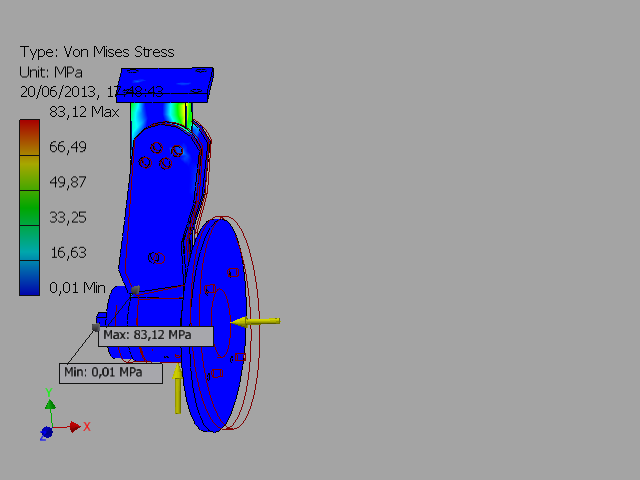 Type: Von Mises Stress
Unit: MPa
20/06/2013,
83,12 Max
66,49
49,87
33,25
16,63
0,01 Min
Max: 83,12 MPa
Min: 0,01 MPa
Y
X
Z